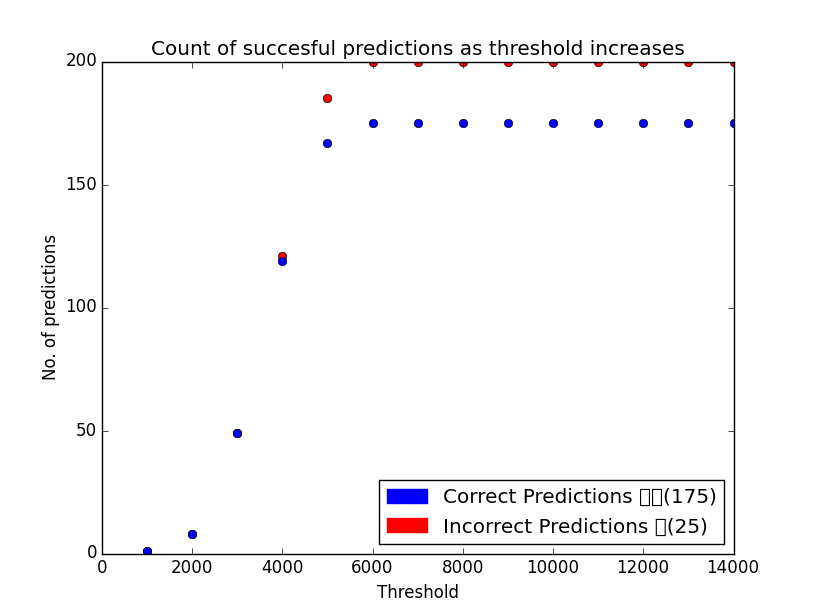 Count of succesful predictions as threshold increases
200
150
100
50
0
No. of predictions
0 2000 4000 6000 8000 10000 12000 14000
Threshold
Correct Predictions (175)
Incorrect Predictions (25)